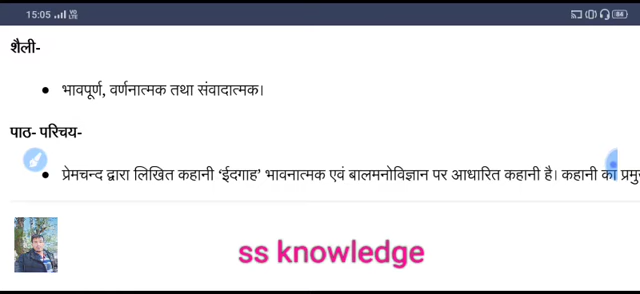 15:05
84
शैली-
● भावपूर्ण, वर्णनात्मक तथा संवादात्मक।
पाठ- परिचय-
● प्रेमचन्द द्वारा लिखित कहानी ‘ईदगाह’ भावनात्मक एवं बालमनोविज्ञान पर आधारित कहानी है। कहानी का
ss knowledge